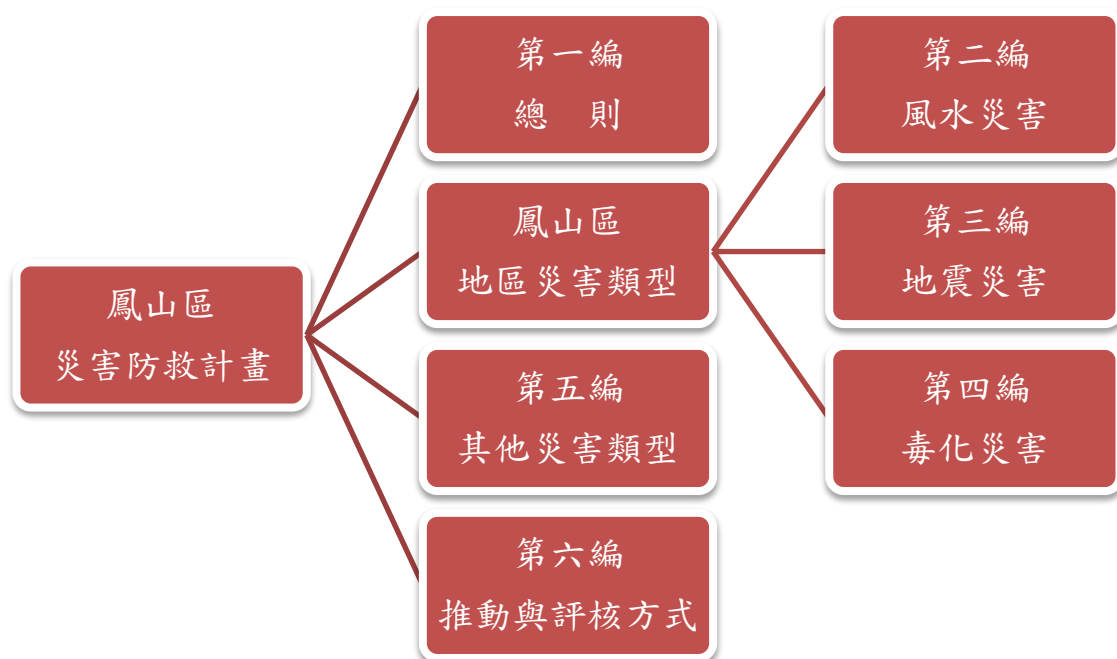 鳳山區
災害防救計畫
第一編
總　則
鳳山區
地區災害類型
第二編
風水災害
第三編
地震災害
第四編
毒化災害
第五編
其他災害類型
第六編
推動與評核方式